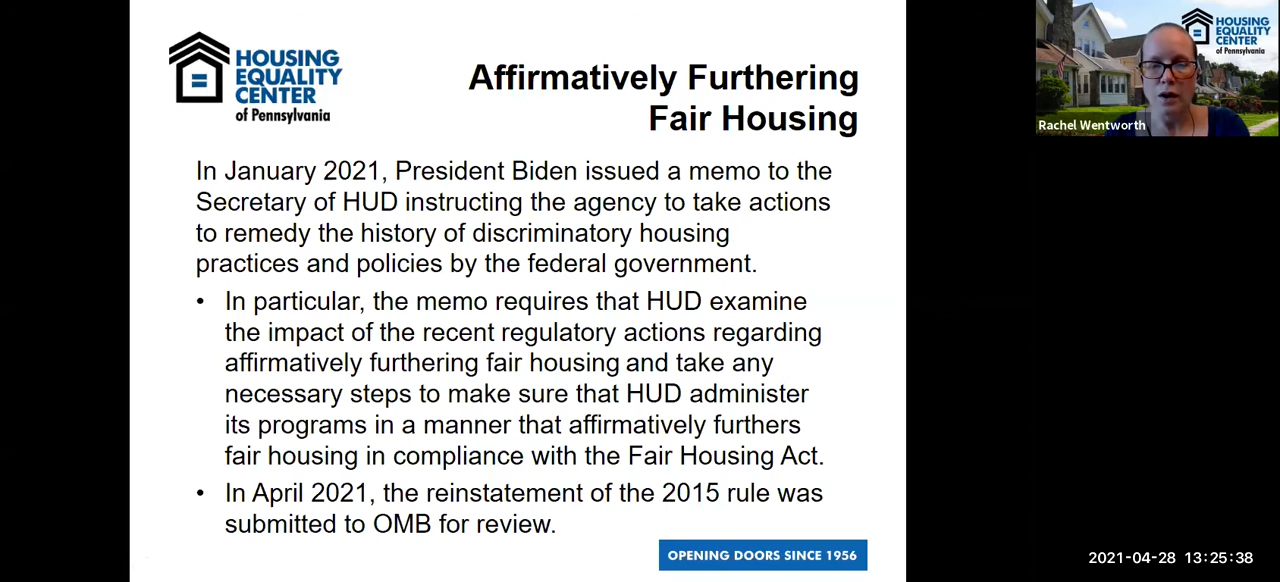 HOUSING
EQUALITY
CENTER
of Pennsylvania
Affirmatively Furthering
Fair Housing
In January 2021, President Biden issued a memo to the
Secretary of HUD instructing the agency to take actions
to remedy the history of discriminatory housing
practices and policies by the federal government.
• In particular, the memo requires that HUD examine
the impact of the recent regulatory actions regarding
affirmatively furthering fair housing and take any
necessary steps to make sure that HUD administer
its programs in a manner that affirmatively furthers
fair housing in compliance with the Fair Housing Act.
• In April 2021, the reinstatement of the 2015 rule was
submitted to OMB for review.
OPENING DOORS SINCE 1956
HOUSING
EQUALITY
CENTER
of Pennsylvania
Rachel Wentworth
2021-04-28 13:25:38